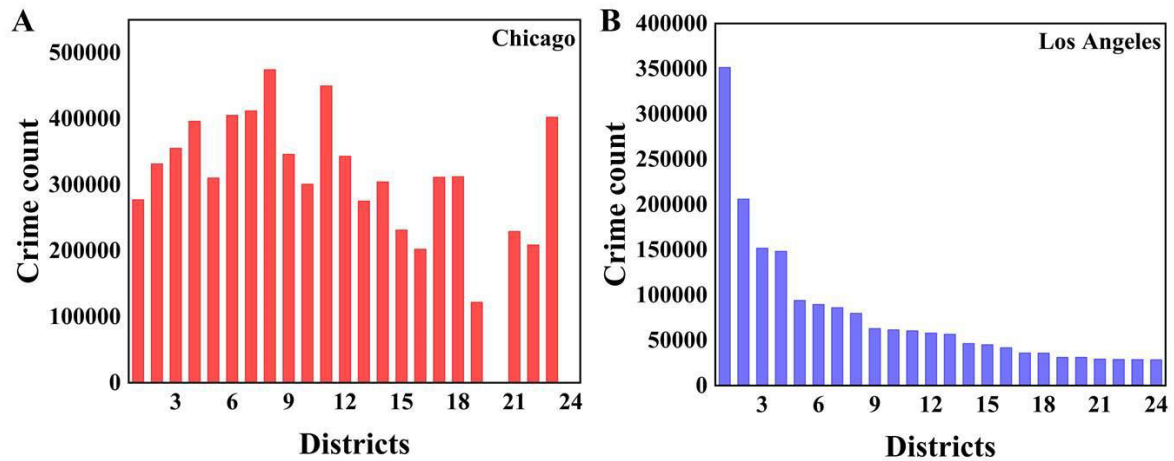 A
Chicago
Crime count
500000
400000
300000
200000
100000
0
3 6 9 12 15 18 21 24
Districts
B
Los Angeles
Crime count
400000
350000
300000
250000
200000
150000
100000
50000
0
3 6 9 12 15 18 21 24
Districts